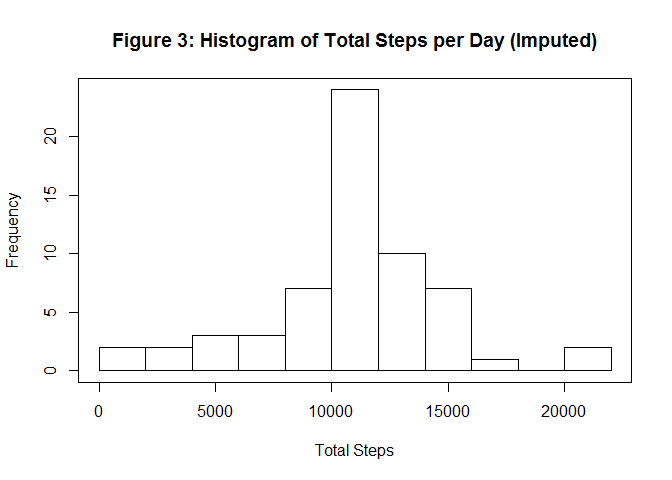 Figure 3: Histogram of Total Steps per Day (Imputed)
Frequency
20
15
10
5
0
0 5000 10000 15000 20000
Total Steps